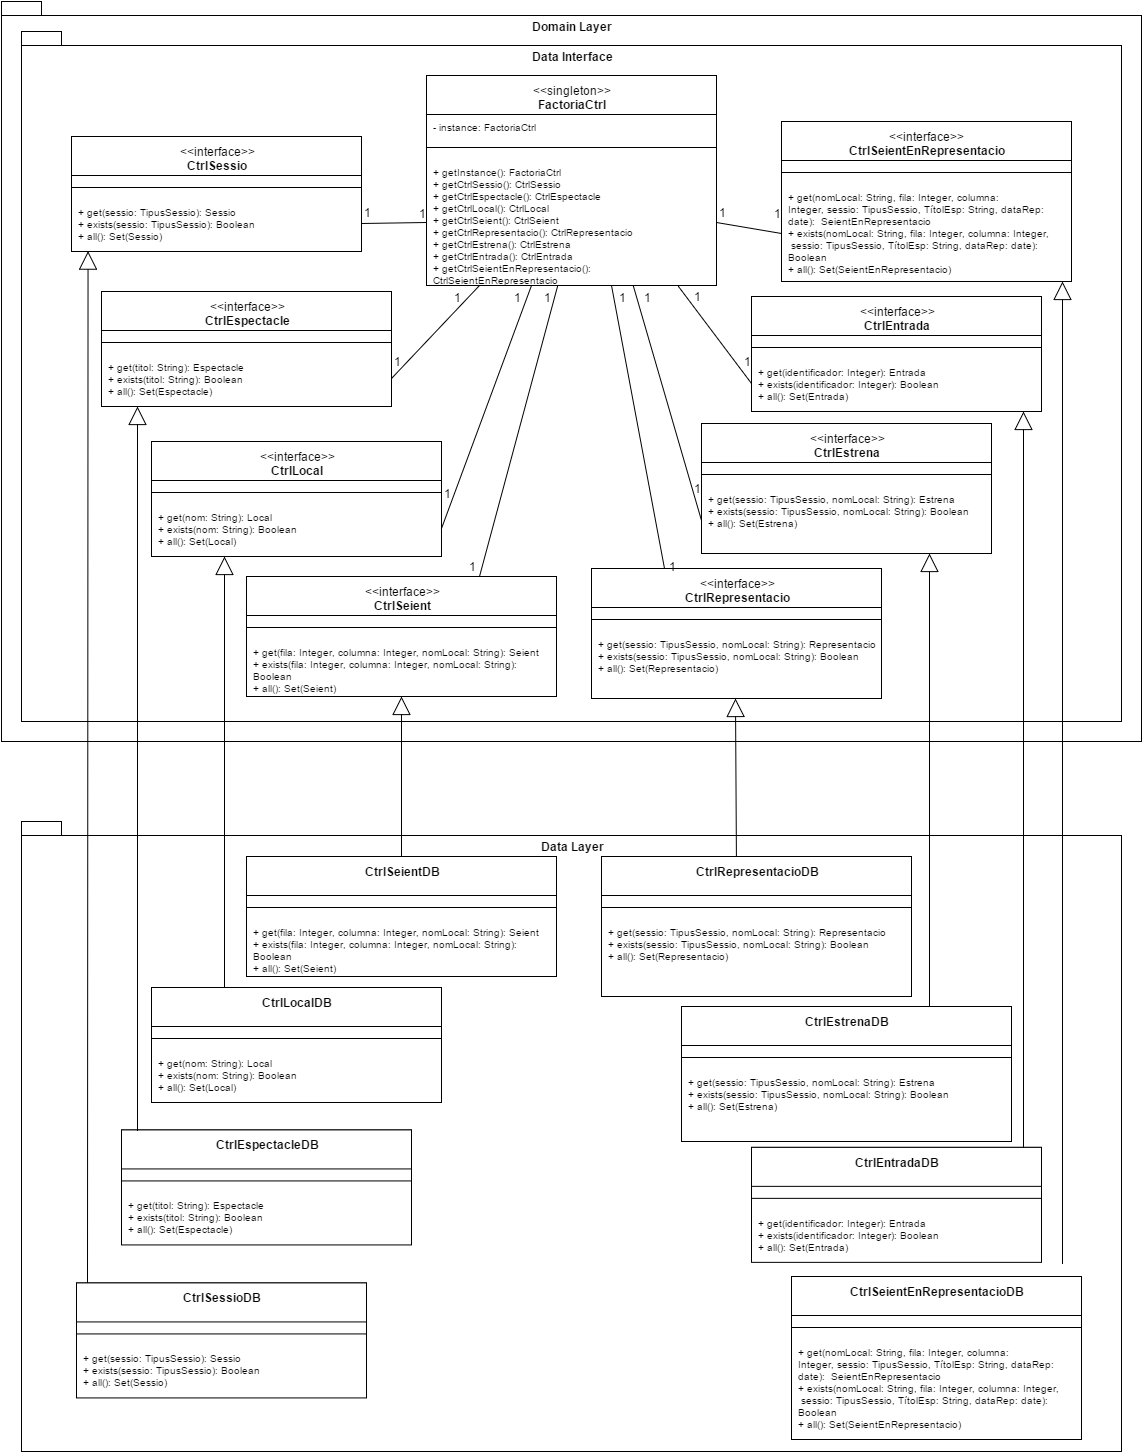 Domain Layer
Data Interface
<<singleton>>
FactoriaCtrl
- instance: FactoriaCtrl
+ getInstance(): FactoriaCtrl
+ getCtrlSessio(): CtrlSessio
+ getCtrlEspectacle(): CtrlEspectacle
+ getCtrlLocal(): CtrlLocal
+ getCtrlSeient(): CtrlSeient
+ getCtrlRepresentacio(): CtrlRepresentacio
+ getCtrlEstrena(): CtrlEstrena
+ getCtrlEntrada(): CtrlEntrada
+ getCtrlSeientEnRepresentacio():
CtrlSeientEnRepresentacio
<<interface>>
CtrlSessio
+ get(sessio: TipusSessio): Sessio
+ exists(sessio: TipusSessio): Boolean
+ all(): Set(Sessio)
1
1
<<interface>>
CtrlSeientEnRepresentacio
+ get(nomLocal: String, fila: Integer, columna:
Integer, sessio: TipusSessio, TítolEsp: String, dataRep:
date): SeientEnRepresentacio
+ exists(nomLocal: String, fila: Integer, columna: Integer,
sessio: TipusSessio, TítolEsp: String, dataRep: date):
Boolean
+ all(): Set(SeientEnRepresentacio)
1
1
<<interface>>
CtrlEspectacle
+ get(titol: String): Espectacle
+ exists(titol: String): Boolean
+ all(): Set(Espectacle)
1
1
1
1
1
1
1
1
<<interface>>
CtrlEntrada
+ get(identificador: Integer): Entrada
+ exists(identificador: Integer): Boolean
+ all(): Set(Entrada)
<<interface>>
CtrlLocal
+ get(nom: String): Local
+ exists(nom: String): Boolean
+ all(): Set(Local)
1
<<interface>>
CtrlEstrena
+ get(sessio: TipusSessio, nomLocal: String): Estrena
+ exists(sessio: TipusSessio, nomLocal: String): Boolean
+ all(): Set(Estrena)
1
<<interface>>
CtrlSeient
+ get(fila: Integer, columna: Integer, nomLocal: String): Seient
+ exists(fila: Integer, columna: Integer, nomLocal: String):
Boolean
+ all(): Set(Seient)
1
<<interface>>
CtrlRepresentacio
+ get(sessio: TipusSessio, nomLocal: String): Representacio
+ exists(sessio: TipusSessio, nomLocal: String): Boolean
+ all(): Set(Representacio)
1
Data Layer
CtrlSeientDB
+ get(fila: Integer, columna: Integer, nomLocal: String): Seient
+ exists(fila: Integer, columna: Integer, nomLocal: String):
Boolean
+ all(): Set(Seient)
CtrlRepresentacioDB
+ get(sessio: TipusSessio, nomLocal: String): Representacio
+ exists(sessio: TipusSessio, nomLocal: String): Boolean
+ all(): Set(Representacio)
CtrlLocalDB
+ get(nom: String): Local
+ exists(nom: String): Boolean
+ all(): Set(Local)
CtrlEstrenaDB
+ get(sessio: TipusSessio, nomLocal: String): Estrena
+ exists(sessio: TipusSessio, nomLocal: String): Boolean
+ all(): Set(Estrena)
CtrlEspectacleDB
+ get(titol: String): Espectacle
+ exists(titol: String): Boolean
+ all(): Set(Espectacle)
CtrlEntradaDB
+ get(identificador: Integer): Entrada
+ exists(identificador: Integer): Boolean
+ all(): Set(Entrada)
CtrlSessioDB
+ get(sessio: TipusSessio): Sessio
+ exists(sessio: TipusSessio): Boolean
+ all(): Set(Sessio)
CtrlSeientEnRepresentacioDB
+ get(nomLocal: String, fila: Integer, columna:
Integer, sessio: TipusSessio, TítolEsp: String, dataRep:
date): SeientEnRepresentacio
+ exists(nomLocal: String, fila: Integer, columna: Integer,
sessio: TipusSessio, TítolEsp: String, dataRep: date):
Boolean
+ all(): Set(SeientEnRepresentacio)